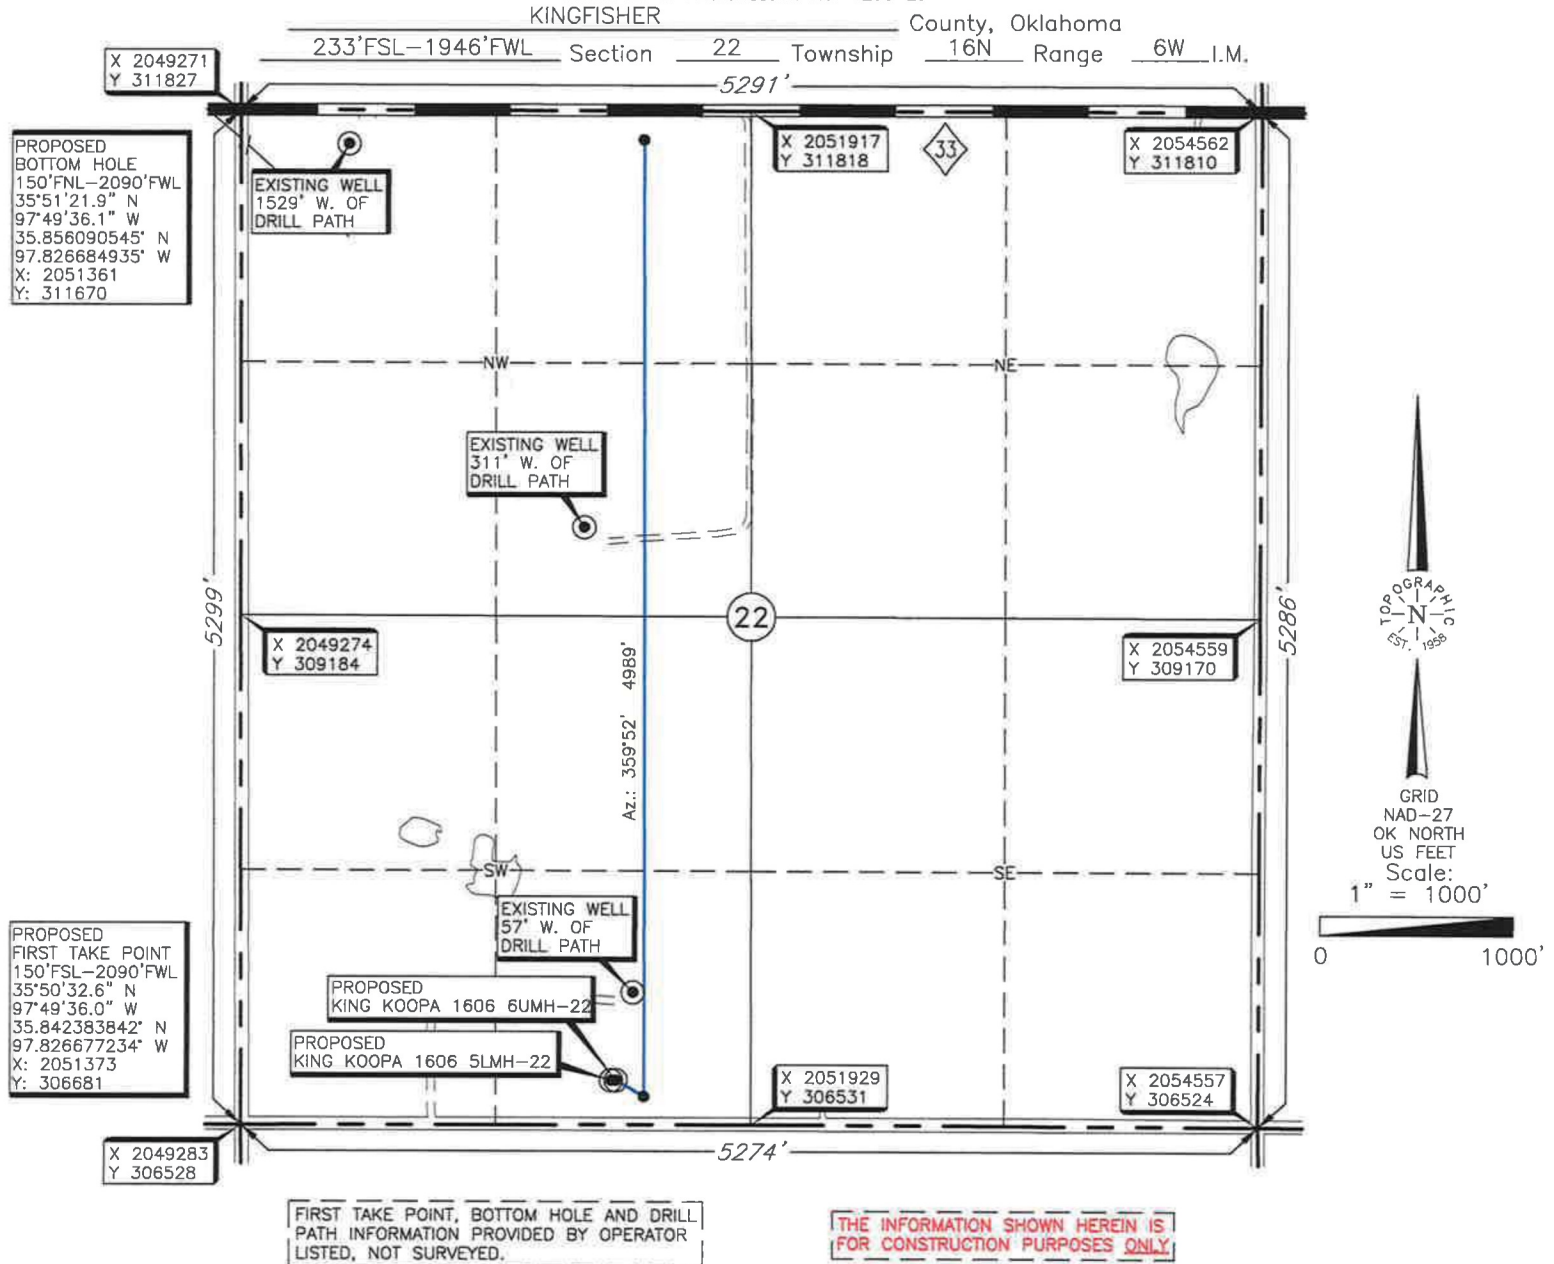 KINGFISHER County, Oklahoma
233'FSL-1946'FWL Section 22 Township 16N Range 6W I.M.
X 2049271
Y 311827
5291'
PROPOSED
BOTTOM HOLE
150'FNL-2090'FWL
35°51'21.9" N
97°49'36.1" W
35.856090545° N
97.826684935° W
X: 2051361
Y: 311670
EXISTING WELL
1529' W. OF
DRILL PATH
X 2051917
Y 311818
33
X 2054562
Y 311810
NW
NE
EXISTING WELL
311' W. OF
DRILL PATH
5299'
22
5286'
X 2049274
Y 309184
X 2054559
Y 309170
Az.: 359°52' 4989'
TOPOGRAPHIC
N
EST. 1958
GRID
NAD-27
OK NORTH
US FEET
Scale:
1" = 1000'
0 1000'
SW
SE
EXISTING WELL
57' W. OF
DRILL PATH
PROPOSED
FIRST TAKE POINT
150'FSL-2090'FWL
35°50'32.6" N
97°49'36.0" W
35.842383842° N
97.826677234° W
X: 2051373
Y: 306681
PROPOSED
KING KOOPA 1606 6UMH-22
PROPOSED
KING KOOPA 1606 5LMH-22
X 2051929
Y 306531
X 2054557
Y 306524
X 2049283
Y 306528
5274'
FIRST TAKE POINT, BOTTOM HOLE AND DRILL
PATH INFORMATION PROVIDED BY OPERATOR
LISTED, NOT SURVEYED.
THE INFORMATION SHOWN HEREIN IS
FOR CONSTRUCTION PURPOSES ONLY